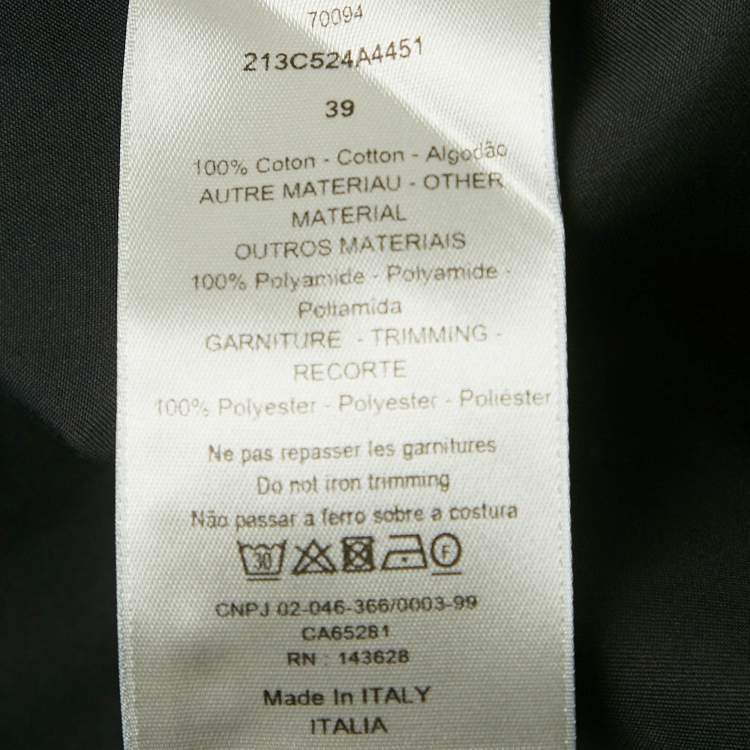 70094
213C524A4451
39
100% Coton - Cotton - Algodão
AUTRE MATERIAU - OTHER
MATERIAL
OUTROS MATERIAIS
100% Polyamide - Polyamide -
Poliamida
GARNITURE - TRIMMING -
RECORTE
100% Polyester - Polyester - Poliéster
Ne pas repasser les garnitures
Do not iron trimming
Não passar a ferro sobre a costura
30 F
CNPJ 02-046-366/0003-99
CA65281
RN : 143628
Made In ITALY
ITALIA